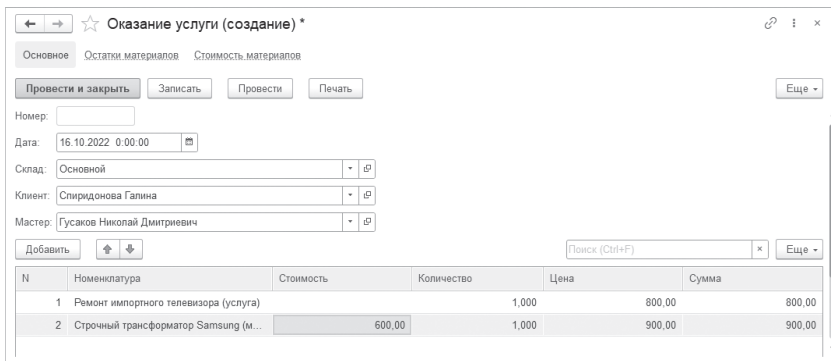 Оказание услуги (создание) *
Основное Остатки материалов Стоимость материалов
Провести и закрыть Записать Провести Печать Еще
Номер:
Дата: 16.10.2022 0:00:00
Склад: Основной
Клиент: Спиридонова Галина
Мастер: Гусаков Николай Дмитриевич
Добавить Поиск (Ctrl+F) × Еще
N Номенклатура Стоимость Количество Цена Сумма
1 Ремонт импортного телевизора (услуга) 1,000 800,00 800,00
2 Строчный трансформатор Samsung (м... 600,00 1,000 900,00 900,00